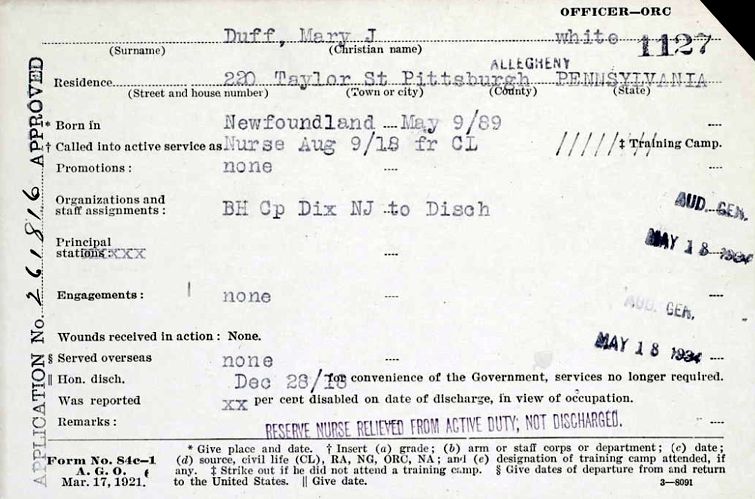 OFFICER—ORC
Duff, Mary J white 1127
(Surname) (Christian name)
ALLEGHENY
Residence 220 Taylor St Pittsburgh PENNSYLVANIA
(Street and house number) (Town or city) (County) (State)
* Born in Newfoundland May 9/89
† Called into active service as Nurse Aug 9/18 fr CL ///////// ‡ Training Camp.
Promotions: none
Organizations and
staff assignments: BH Cp Dix NJ to Disch
AUD. GEN.
Principal
stations: xxxxx
MAY 18 1934
Engagements: none
AUD. GEN.
Wounds received in action: None.
MAY 18 1934
§ Served overseas none
|| Hon. disch. Dec 28/18 for convenience of the Government, services no longer required.
Was reported xx per cent disabled on date of discharge, in view of occupation.
Remarks: RESERVE NURSE RELIEVED FROM ACTIVE DUTY; NOT DISCHARGED.
APPLICATION No. 261816 APPROVED
Form No. 84c–1
A. G. O.
Mar. 17, 1921.
* Give place and date. † Insert (a) grade; (b) arm or staff corps or department; (c) date;
(d) source, civil life (CL), RA, NG, ORC, NA; and (e) designation of training camp attended, if
any. ‡ Strike out if he did not attend a training camp. § Give dates of departure from and return
to the United States. || Give date. 3—8091